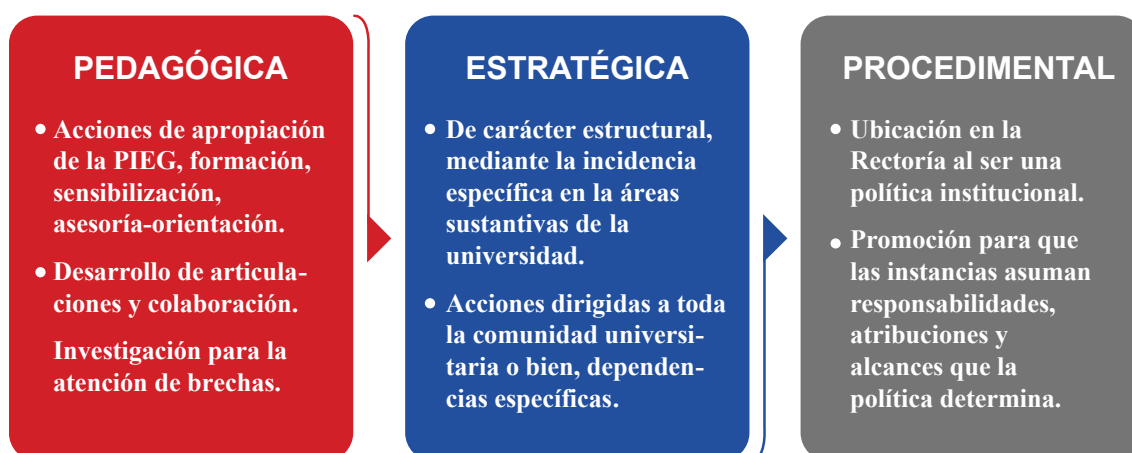 PEDAGÓGICA
• Acciones de apropiación
de la PIEG, formación,
sensibilización,
asesoría-orientación.
• Desarrollo de articula-
ciones y colaboración.
Investigación para la
atención de brechas.
ESTRATÉGICA
• De carácter estructural,
mediante la incidencia
específica en la áreas
sustantivas de la
universidad.
• Acciones dirigidas a toda
la comunidad universi-
taria o bien, dependen-
cias específicas.
PROCEDIMENTAL
• Ubicación en la
Rectoría al ser una
política institucional.
• Promoción para que
las instancias asuman
responsabilidades,
atribuciones y
alcances que la
política determina.